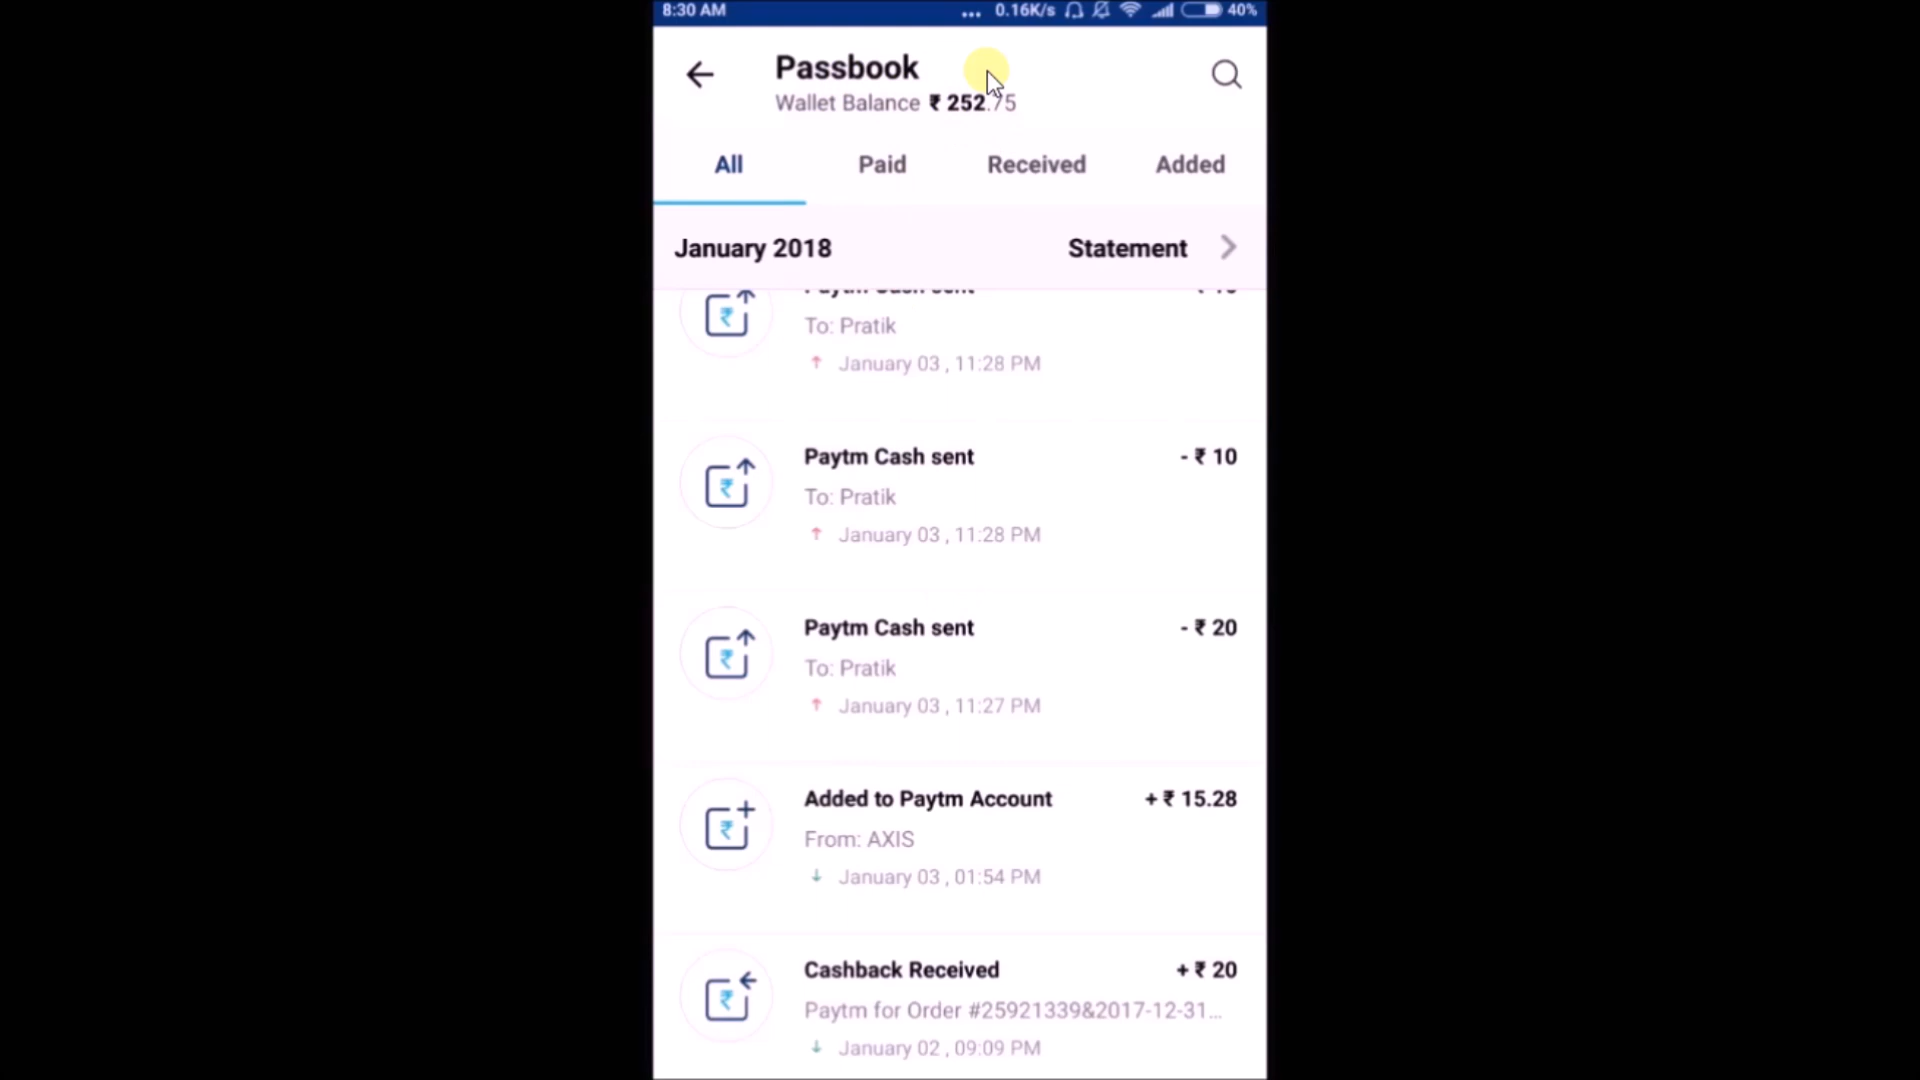 8:30 AM
... 0.16K/s 40%
Passbook
Wallet Balance ₹ 252.75
All Paid Received Added
January 2018 Statement
Paytm Cash sent
To: Pratik
January 03 , 11:28 PM
Paytm Cash sent - ₹ 10
To: Pratik
January 03 , 11:28 PM
Paytm Cash sent - ₹ 20
To: Pratik
January 03 , 11:27 PM
Added to Paytm Account + ₹ 15.28
From: AXIS
January 03 , 01:54 PM
Cashback Received + ₹ 20
Paytm for Order #25921339&2017-12-31...
January 02 , 09:09 PM